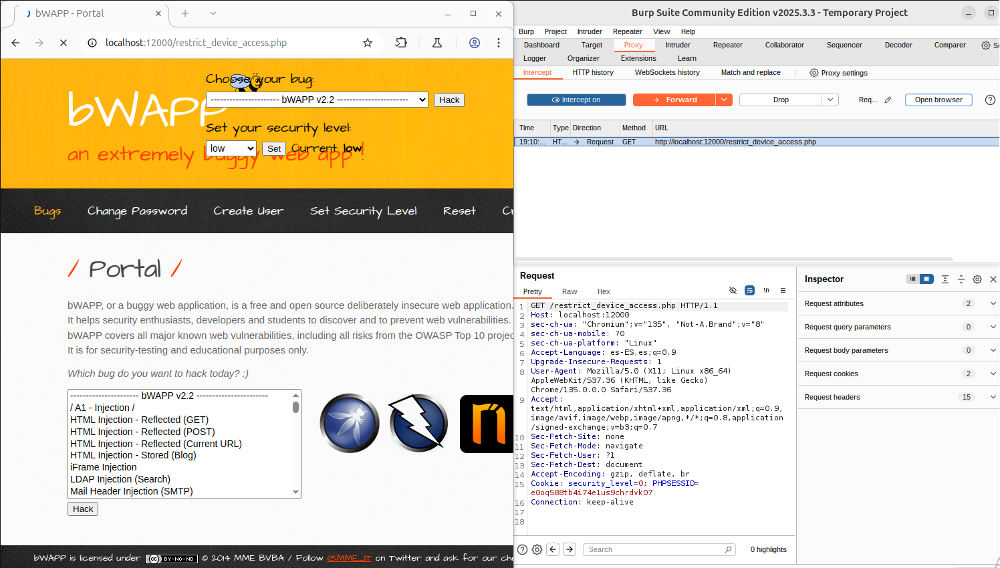 bWAPP - Portal
localhost:12000/restrict_device_access.php
Choose your bug:
---------------------- bWAPP v2.2 -----------------------
Hack
bWAPP
Set your security level:
low
Set
Current: low
an extremely buggy web app !
Bugs
Change Password
Create User
Set Security Level
Reset
/ Portal /
bWAPP, or a buggy web application, is a free and open source deliberately insecure web application.
It helps security enthusiasts, developers and students to discover and to prevent web vulnerabilities.
bWAPP covers all major known web vulnerabilities, including all risks from the OWASP Top 10 projec
It is for security-testing and educational purposes only.
Which bug do you want to hack today? :)
---------------------- bWAPP v2.2 -----------------------
/ A1 - Injection /
HTML Injection - Reflected (GET)
HTML Injection - Reflected (POST)
HTML Injection - Reflected (Current URL)
HTML Injection - Stored (Blog)
iFrame Injection
LDAP Injection (Search)
Mail Header Injection (SMTP)
Hack
bWAPP is licensed under (cc) BY-NC-ND © 2014 MME BVBA / Follow @MME_IT on Twitter and ask for our che
Burp Suite Community Edition v2025.3.3 - Temporary Project
Burp Project Intruder Repeater View Help
Dashboard Target Proxy Intruder Repeater Collaborator Sequencer Decoder Comparer
Logger Organizer Extensions Learn
Intercept HTTP history WebSockets history Match and replace Proxy settings
Intercept on Forward Drop Req... Open browser
Time Type Direction Method URL
19:10:... HT... Request GET http://localhost:12000/restrict_device_access.php
Request
Pretty Raw Hex \n
1 GET /restrict_device_access.php HTTP/1.1
2 Host: localhost:12000
3 sec-ch-ua: "Chromium";v="135", "Not-A.Brand";v="8"
4 sec-ch-ua-mobile: ?0
5 sec-ch-ua-platform: "Linux"
6 Accept-Language: es-ES,es;q=0.9
7 Upgrade-Insecure-Requests: 1
8 User-Agent: Mozilla/5.0 (X11; Linux x86_64)
AppleWebKit/537.36 (KHTML, like Gecko)
Chrome/135.0.0.0 Safari/537.36
9 Accept:
text/html,application/xhtml+xml,application/xml;q=0.9,
image/avif,image/webp,image/apng,*/*;q=0.8,application
/signed-exchange;v=b3;q=0.7
10 Sec-Fetch-Site: none
11 Sec-Fetch-Mode: navigate
12 Sec-Fetch-User: ?1
13 Sec-Fetch-Dest: document
14 Accept-Encoding: gzip, deflate, br
15 Cookie: security_level=0; PHPSESSID=
e0oq588tb4i74e1us9chrdvk07
16 Connection: keep-alive
17
18
Search
0 highlights
Inspector
Request attributes 2
Request query parameters 0
Request body parameters 0
Request cookies 2
Request headers 15